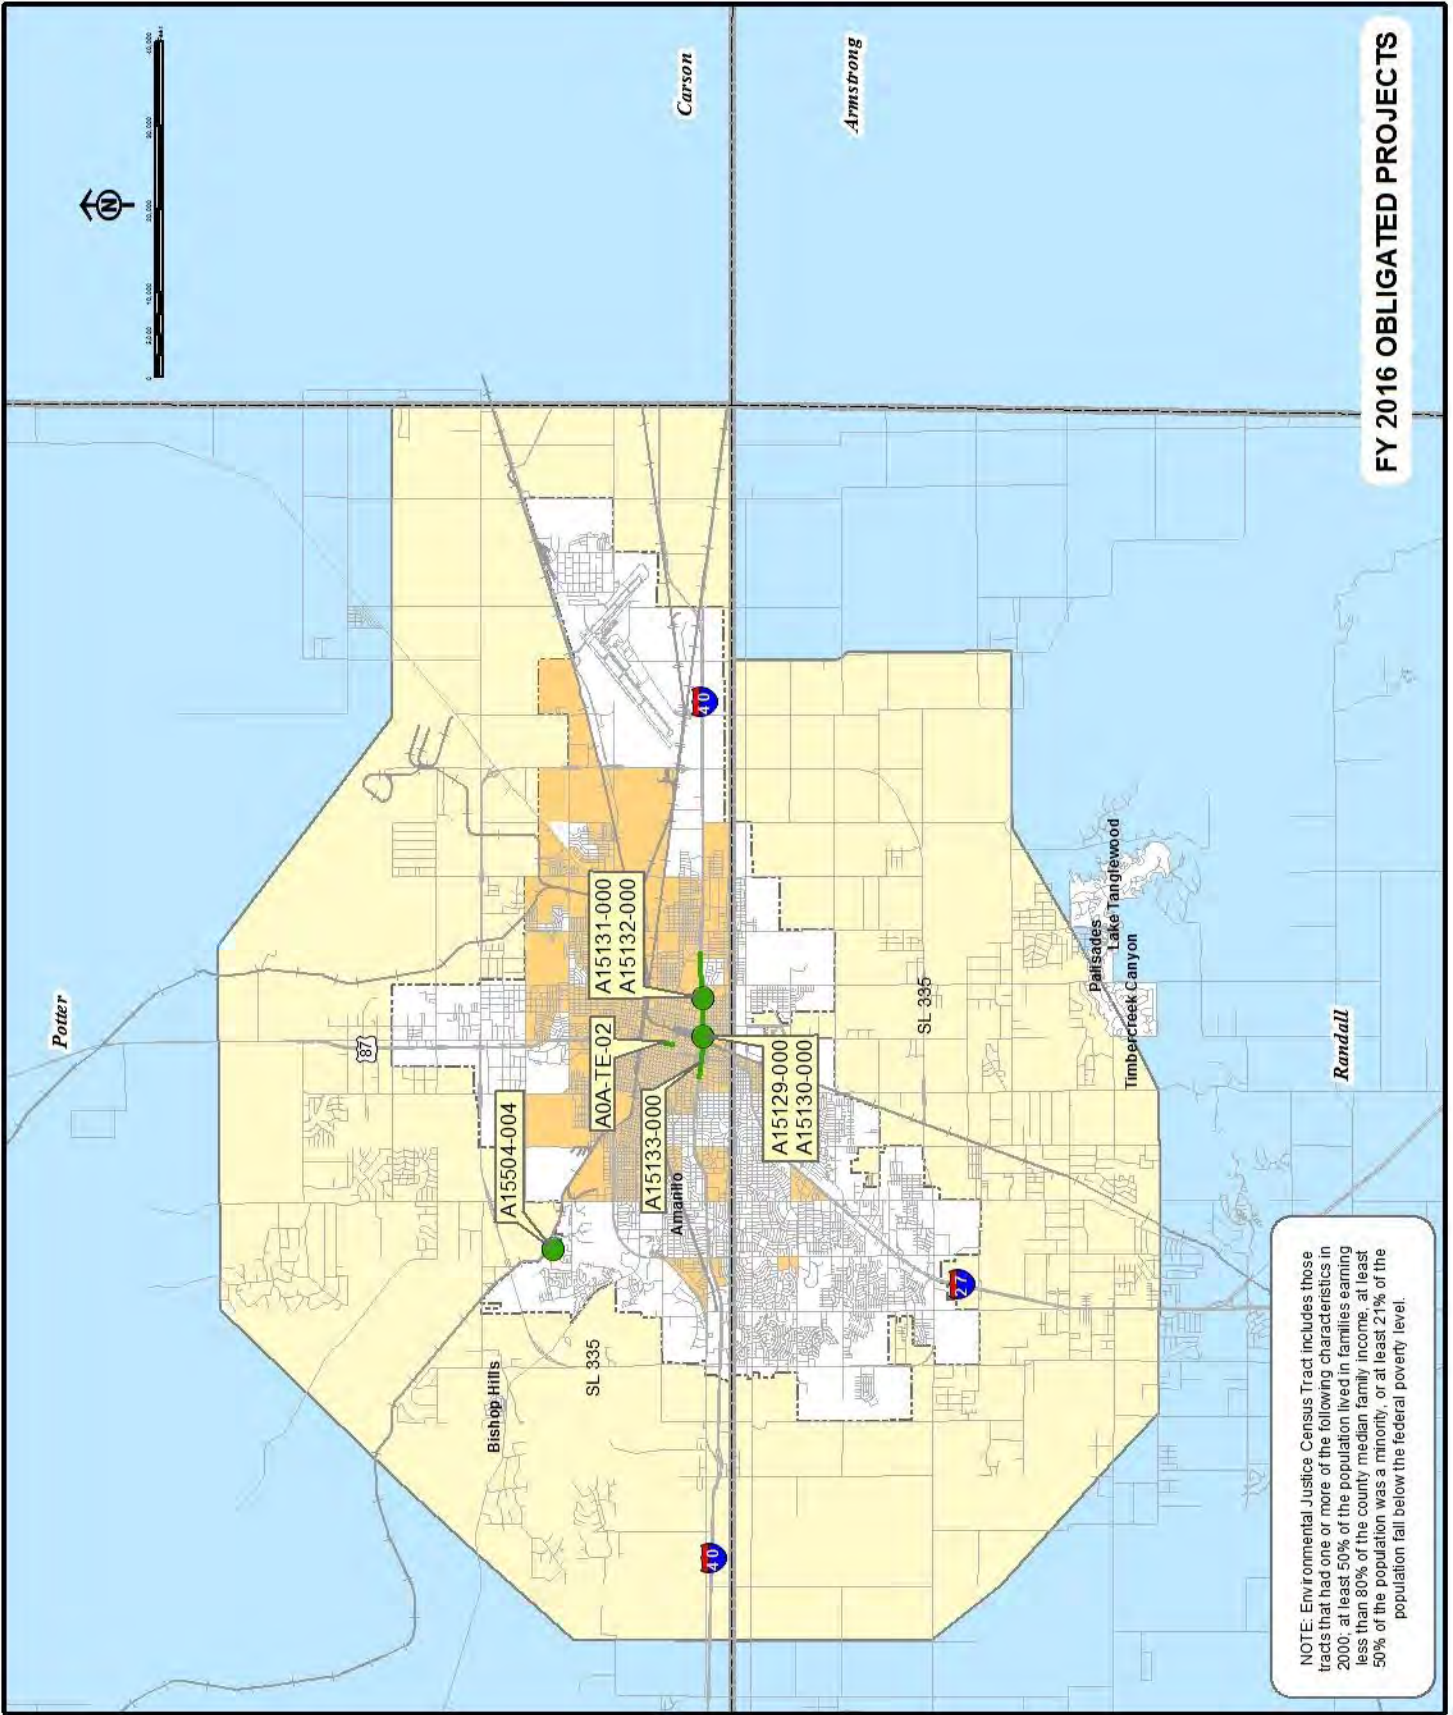 Potter
Carson
Armstrong
Randall
N
0
10,000
40,000
87
A15504-004
A0A-TE-02
A15131-000
A15132-000
A15133-000
A15129-000
A15130-000
40
40
27
Bishop Hills
SL 335
Amarillo
SL 335
Palisades
Lake Tanglewood
Timbercreek Canyon
NOTE: Environmental Justice Census Tract includes those
tracts that had one or more of the following characteristics in
2000; at least 50% of the population lived in families earning
less than 80% of the county median family income, at least
50% of the population was a minority, or at least 21% of the
population fall below the federal poverty level.
FY 2016 OBLIGATED PROJECTS